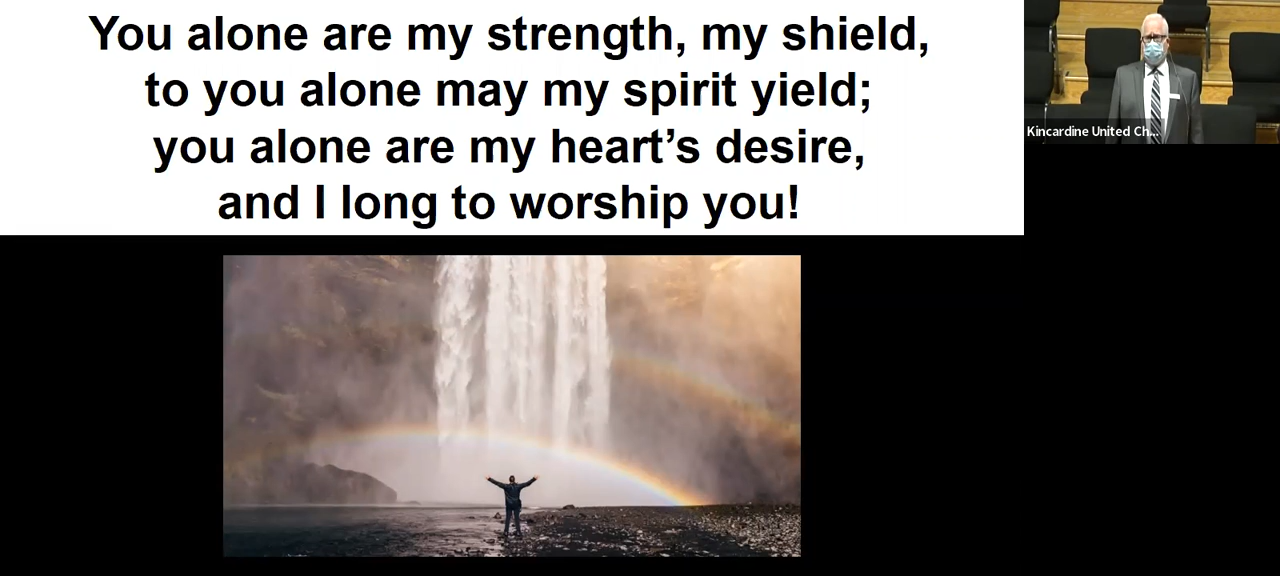 You alone are my strength, my shield,
to you alone may my spirit yield;
you alone are my heart’s desire,
and I long to worship you!
Kincardine United Ch...